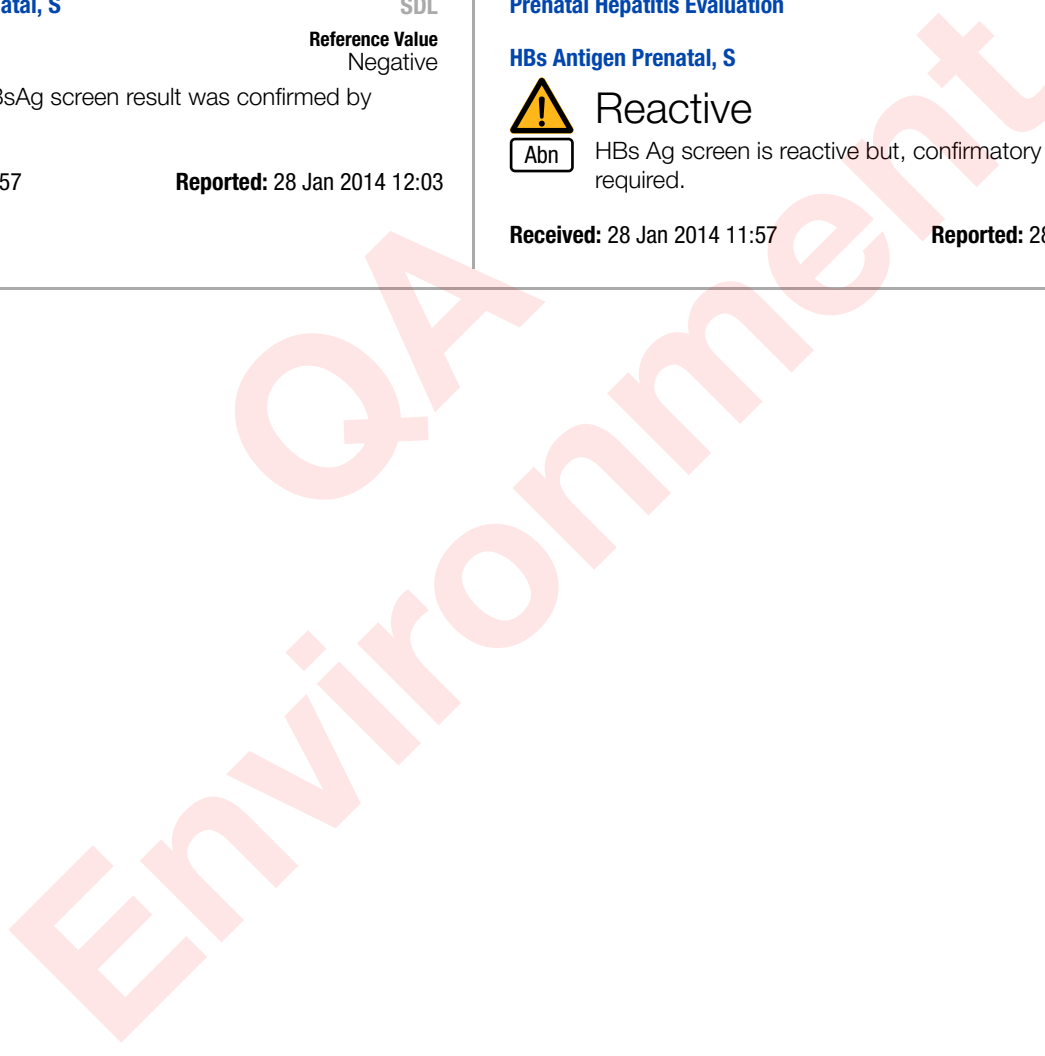 atal, S
SDL
Reference Value
Negative
BsAg screen result was confirmed by
57
Reported: 28 Jan 2014 12:03
Prenatal Hepatitis Evaluation
HBs Antigen Prenatal, S
Reactive
Abn
HBs Ag screen is reactive but, confirmatory
required.
Received: 28 Jan 2014 11:57
Reported: 28
QA
Environment